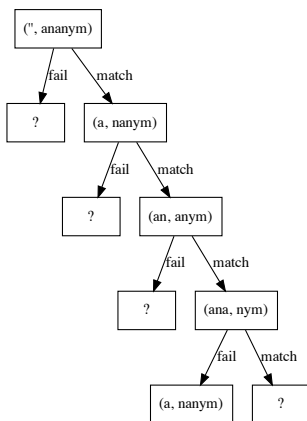 ('', ananym)
fail match
? (a, nanym)
fail match
? (an, anym)
fail match
? (ana, nym)
fail match
(a, nanym) ?